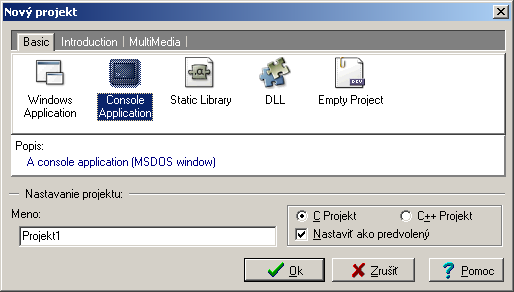 Nový projekt
Basic Introduction MultiMedia
Windows Application
Console Application
Static Library
DLL
DEV
Empty Project
Popis:
A console application (MSDOS window)
Nastavanie projektu:
Meno:
Projekt1
C Projekt
C++ Projekt
Nastaviť ako predvolený
Ok
Zrušiť
Pomoc